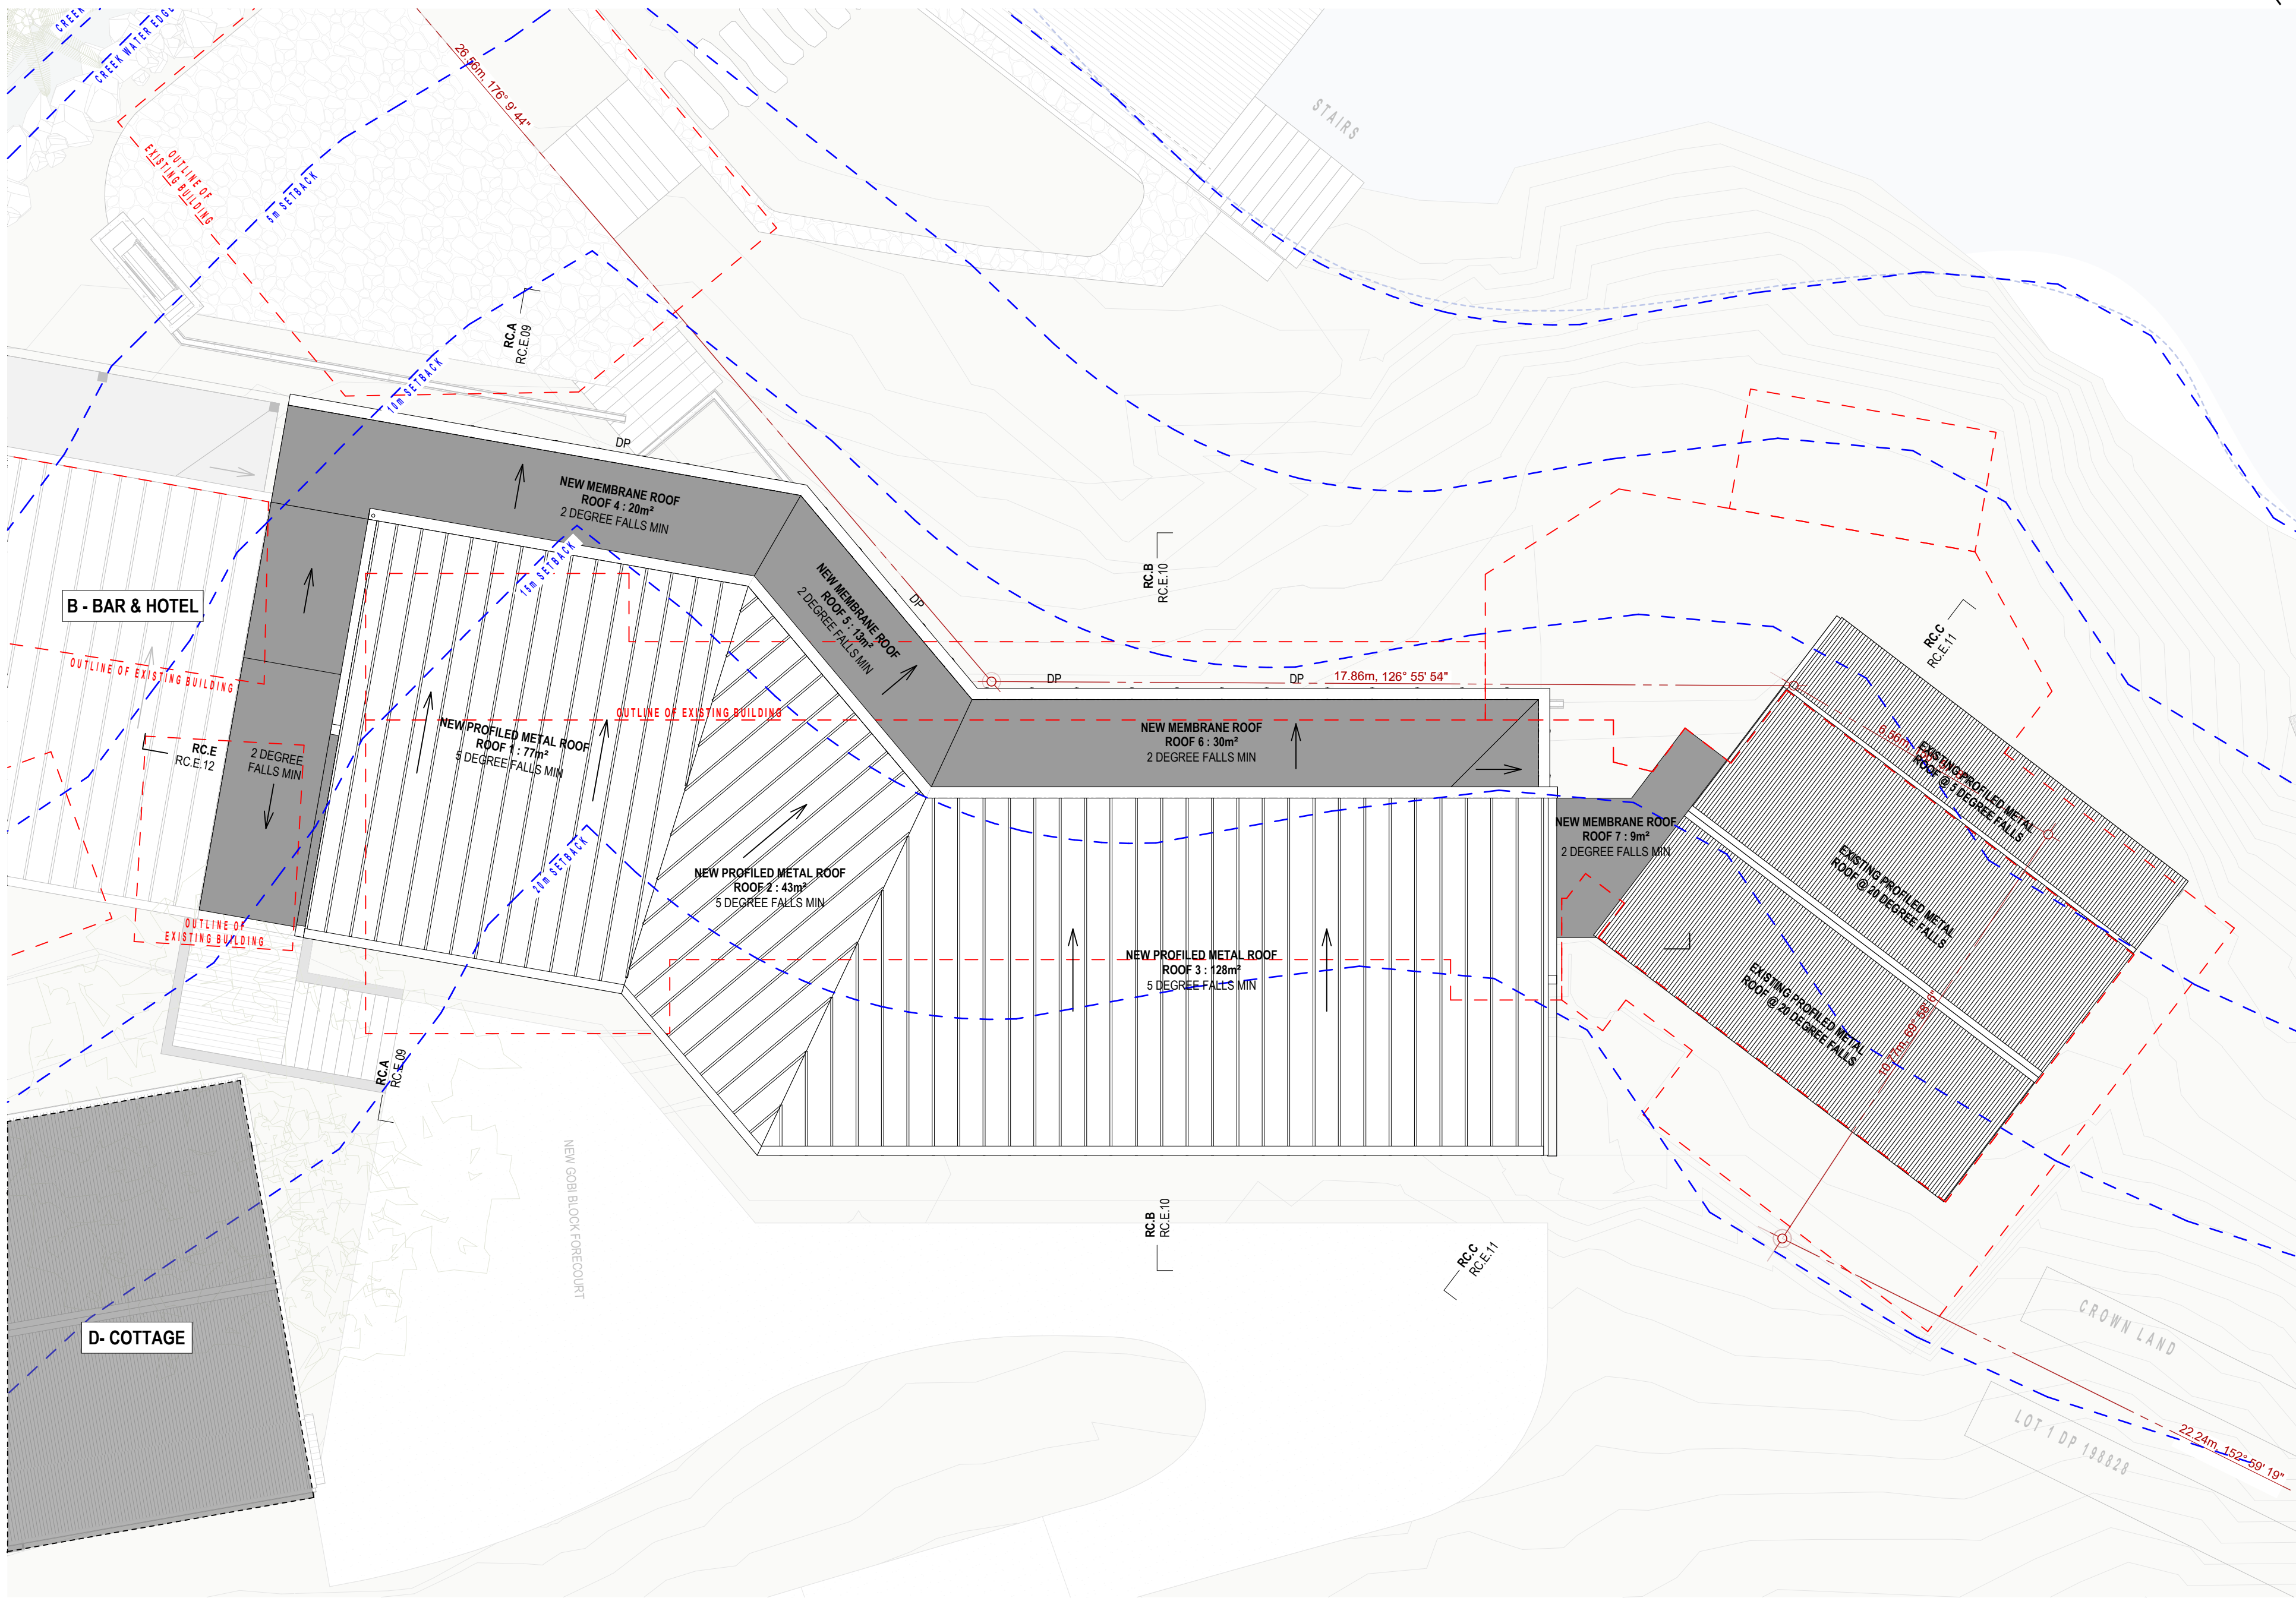 CREEK
CREEK WATER EDGE
26.56m, 176° 9' 44"
STAIRS
OUTLINE OF
EXISTING BUILDING
5m SETBACK
RC.A
RC.E.09
10m SETBACK
DP
NEW MEMBRANE ROOF
ROOF 4 : 20m²
2 DEGREE FALLS MIN
15m SETBACK
NEW MEMBRANE ROOF
ROOF 5 : 13m²
2 DEGREE FALLS MIN
DP
RC.B
RC.E.10
B - BAR & HOTEL
OUTLINE OF EXISTING BUILDING
RC.C
RC.E.11
DP
DP
17.86m, 126° 55' 54"
OUTLINE OF EXISTING BUILDING
NEW PROFILED METAL ROOF
ROOF 1 : 77m²
5 DEGREE FALLS MIN
NEW MEMBRANE ROOF
ROOF 6 : 30m²
2 DEGREE FALLS MIN
RC.E
RC.E.12
2 DEGREE
FALLS MIN
6.56m,
EXISTING PROFILED METAL
ROOF @ 5 DEGREE FALLS
NEW MEMBRANE ROOF
ROOF 7 : 9m²
2 DEGREE FALLS MIN
EXISTING PROFILED METAL
ROOF @ 20 DEGREE FALLS
20m SETBACK
NEW PROFILED METAL ROOF
ROOF 2 : 43m²
5 DEGREE FALLS MIN
OUTLINE OF
EXISTING BUILDING
NEW PROFILED METAL ROOF
ROOF 3 : 128m²
5 DEGREE FALLS MIN
EXISTING PROFILED METAL
ROOF @ 20 DEGREE FALLS
10.77m, 69° 58' 6"
RC.A
RC.E.09
NEW GOBI BLOCK FORECOURT
RC.B
RC.E.10
RC.C
RC.E.11
D- COTTAGE
CROWN LAND
LOT 1 DP 198828
22.24m, 152° 59' 19"